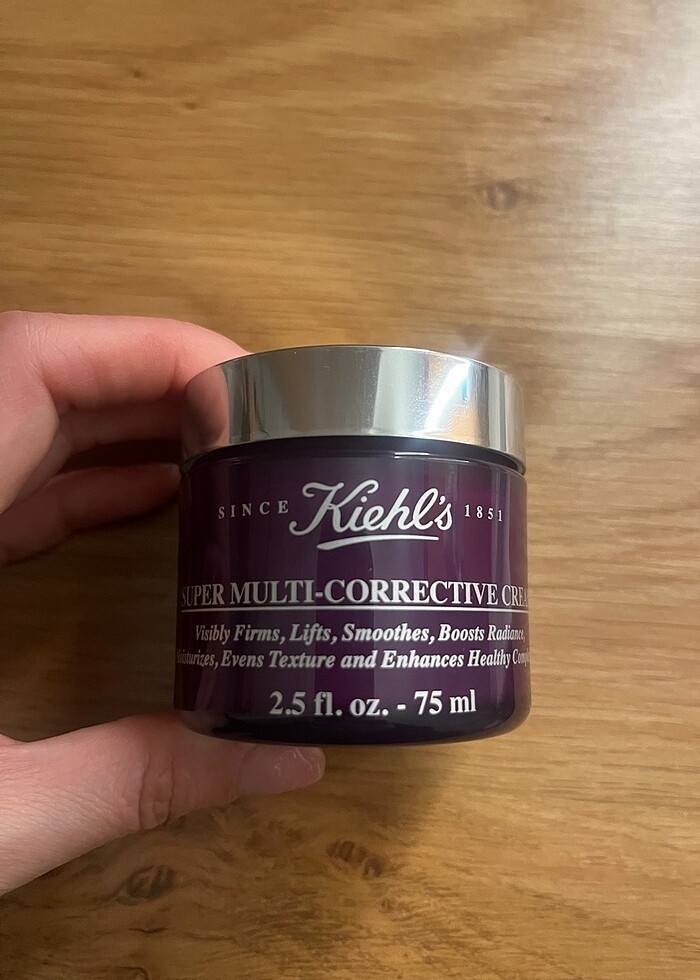 SINCE Kiehl's 1851
SUPER MULTI-CORRECTIVE
Visibly Firms, Lifts, Smoothes, Boosts Radiance,
Evens Texture and Enhances Healthy
2.5 fl. oz. - 75 ml